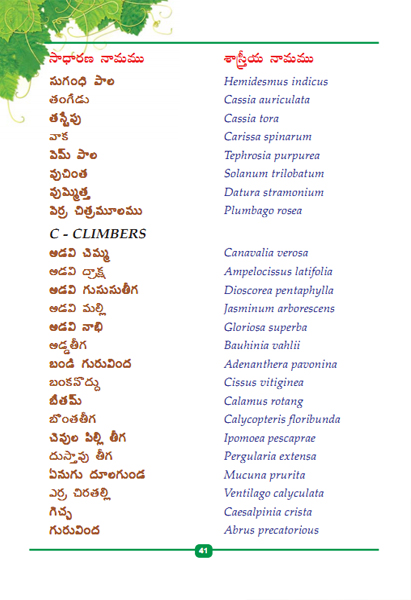 సాధారణ నామము శాస్త్రీయ నామము
సుగంధి పాల Hemidesmus indicus
తంగేడు Cassia auriculata
తస్టేపు Cassia tora
వాక Carissa spinarum
పెమ్ పాల Tephrosia purpurea
వుచింత Solanum trilobatum
వుమ్మెత్త Datura stramonium
పెర్ర చిత్రమూలము Plumbago rosea
C - CLIMBERS
అడవి చెమ్మ Canavalia verosa
అడవి ద్రాక్ష Ampelocissus latifolia
అడవి గుసుసుతీగ Dioscorea pentaphylla
అడవి మల్లి Jasminum arborescens
అడవి నాభి Gloriosa superba
అడ్డతీగ Bauhinia vahlii
బండి గురువింద Adenanthera pavonina
బంకవొద్దు Cissus vitiginea
బేతమ్ Calamus rotang
బొంతతీగ Calycopteris floribunda
చెవుల పిల్లి తీగ Ipomoea pescaprae
దుస్తావు తీగ Pergularia extensa
ఏనుగు దూలగుండ Mucuna prurita
ఎర్ర చిరతల్లి Ventilago calyculata
గిచ్ఛ Caesalpinia crista
గురువింద Abrus precatorious
41